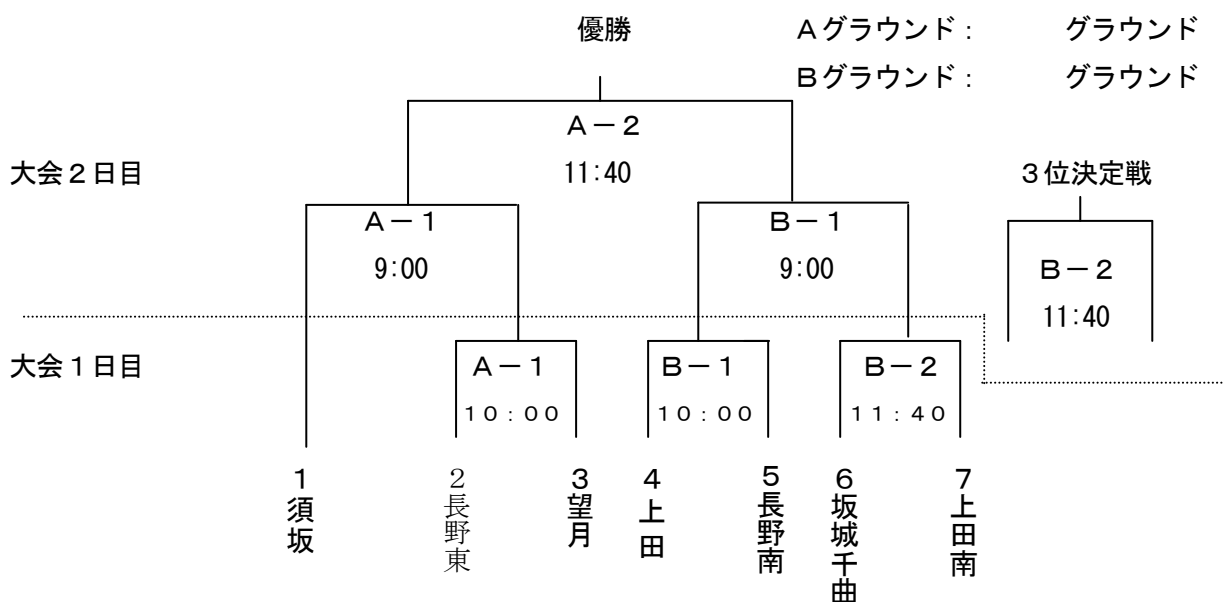 優勝
Aグラウンド： グラウンド
Bグラウンド： グラウンド
A－2
11:40
大会2日目
3位決定戦
A－1
9:00
B－1
9:00
B－2
11:40
大会1日目
A－1
10：00
B－1
10：00
B－2
11：40
1須坂
2長野東
3望月
4上田
5長野南
6坂城千曲
7上田南